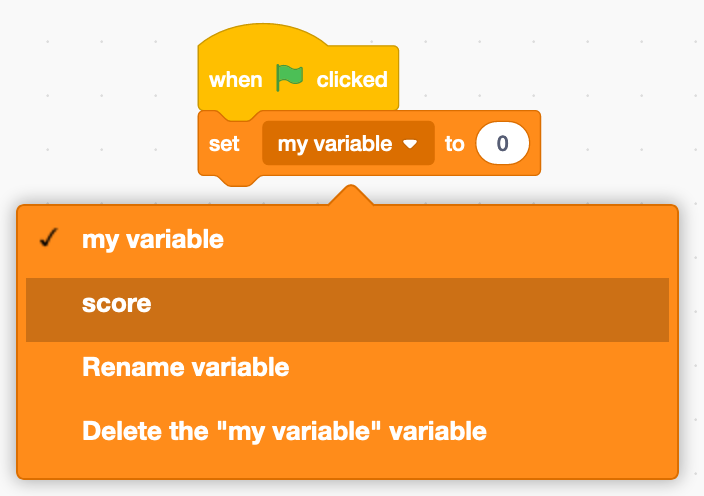 when clicked
set my variable to 0
my variable
score
Rename variable
Delete the "my variable" variable